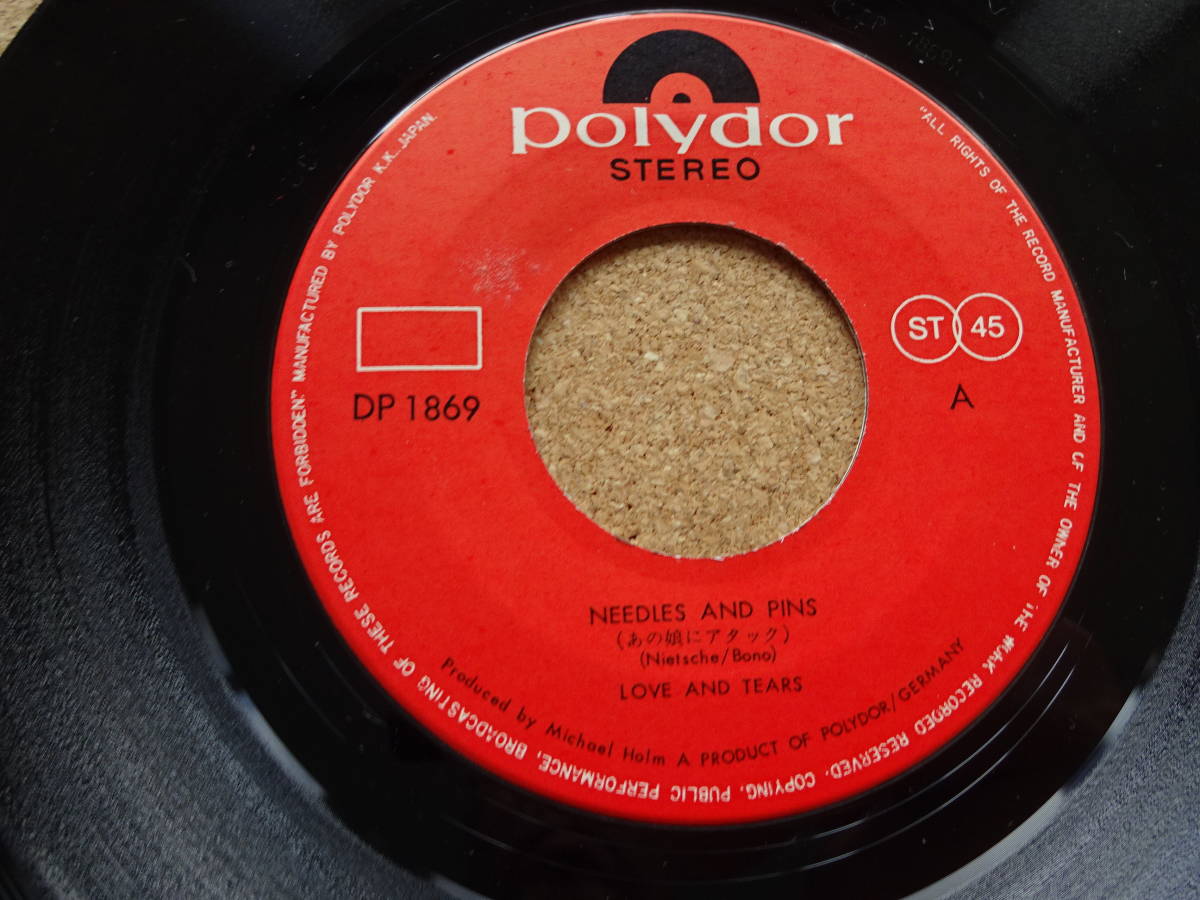 polydor
STEREO
"ALL RIGHTS OF THE RECORD MANUFACTURER AND OF THE OWNER OF THE WORK RECORDED RESERVED. COPYING, PUBLIC PERFORMANCE, BROADCASTING OF THESE RECORDS ARE FORBIDDEN." MANUFACTURED BY POLYDOR K.K. JAPAN.
DP 1869
ST 45
A
NEEDLES AND PINS
(あの娘にアタック)
(Nietsche/Bono)
LOVE AND TEARS
Produced by Michael Holm A PRODUCT OF POLYDOR/GERMANY